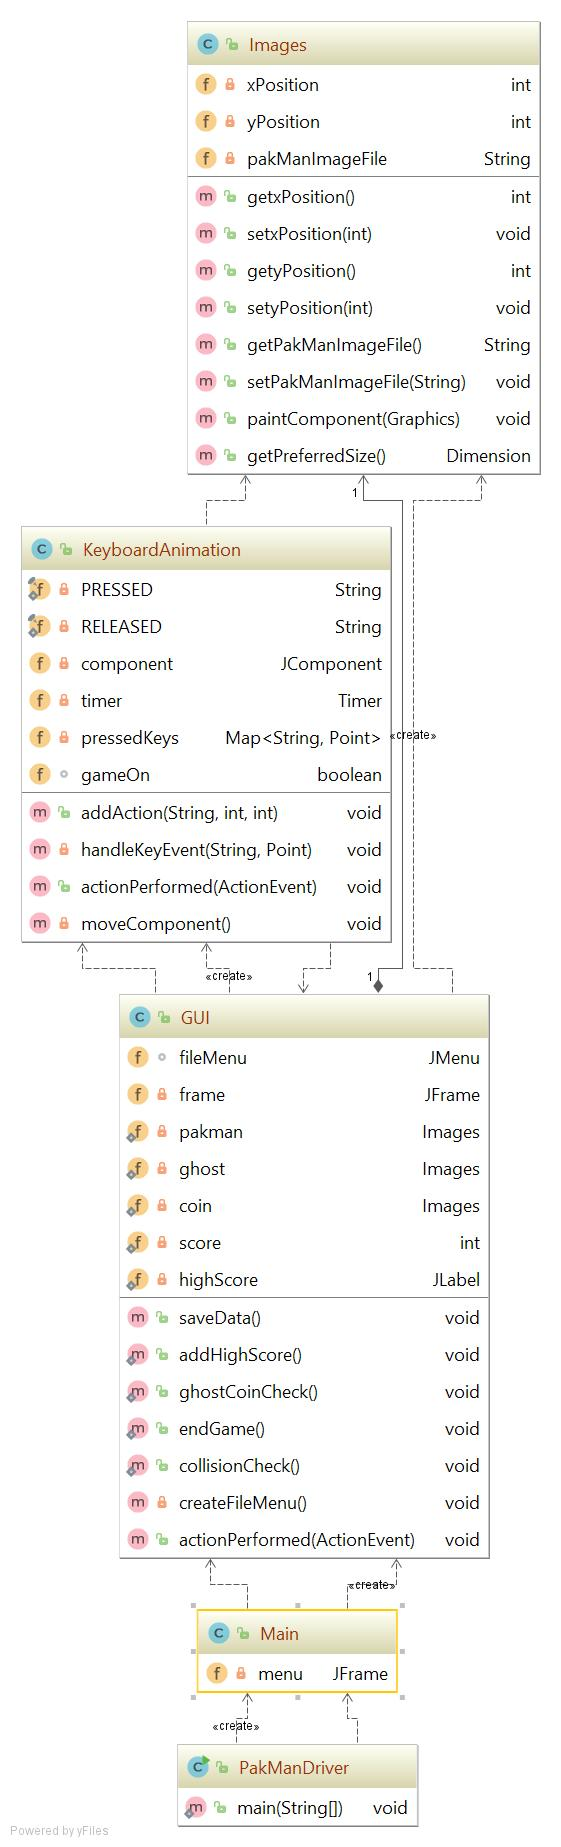 Images
xPosition int
yPosition int
pakManImageFile String
getxPosition() int
setxPosition(int) void
getyPosition() int
setyPosition(int) void
getPakManImageFile() String
setPakManImageFile(String) void
paintComponent(Graphics) void
getPreferredSize() Dimension
1
KeyboardAnimation
PRESSED String
RELEASED String
component JComponent
timer Timer
pressedKeys Map<String, Point> «create»
gameOn boolean
addAction(String, int, int) void
handleKeyEvent(String, Point) void
actionPerformed(ActionEvent) void
moveComponent() void
«create» 1
GUI
fileMenu JMenu
frame JFrame
pakman Images
ghost Images
coin Images
score int
highScore JLabel
saveData() void
addHighScore() void
ghostCoinCheck() void
endGame() void
collisionCheck() void
createFileMenu() void
actionPerformed(ActionEvent) void
«create»
Main
menu JFrame
«create»
PakManDriver
main(String[]) void
Powered by yFiles